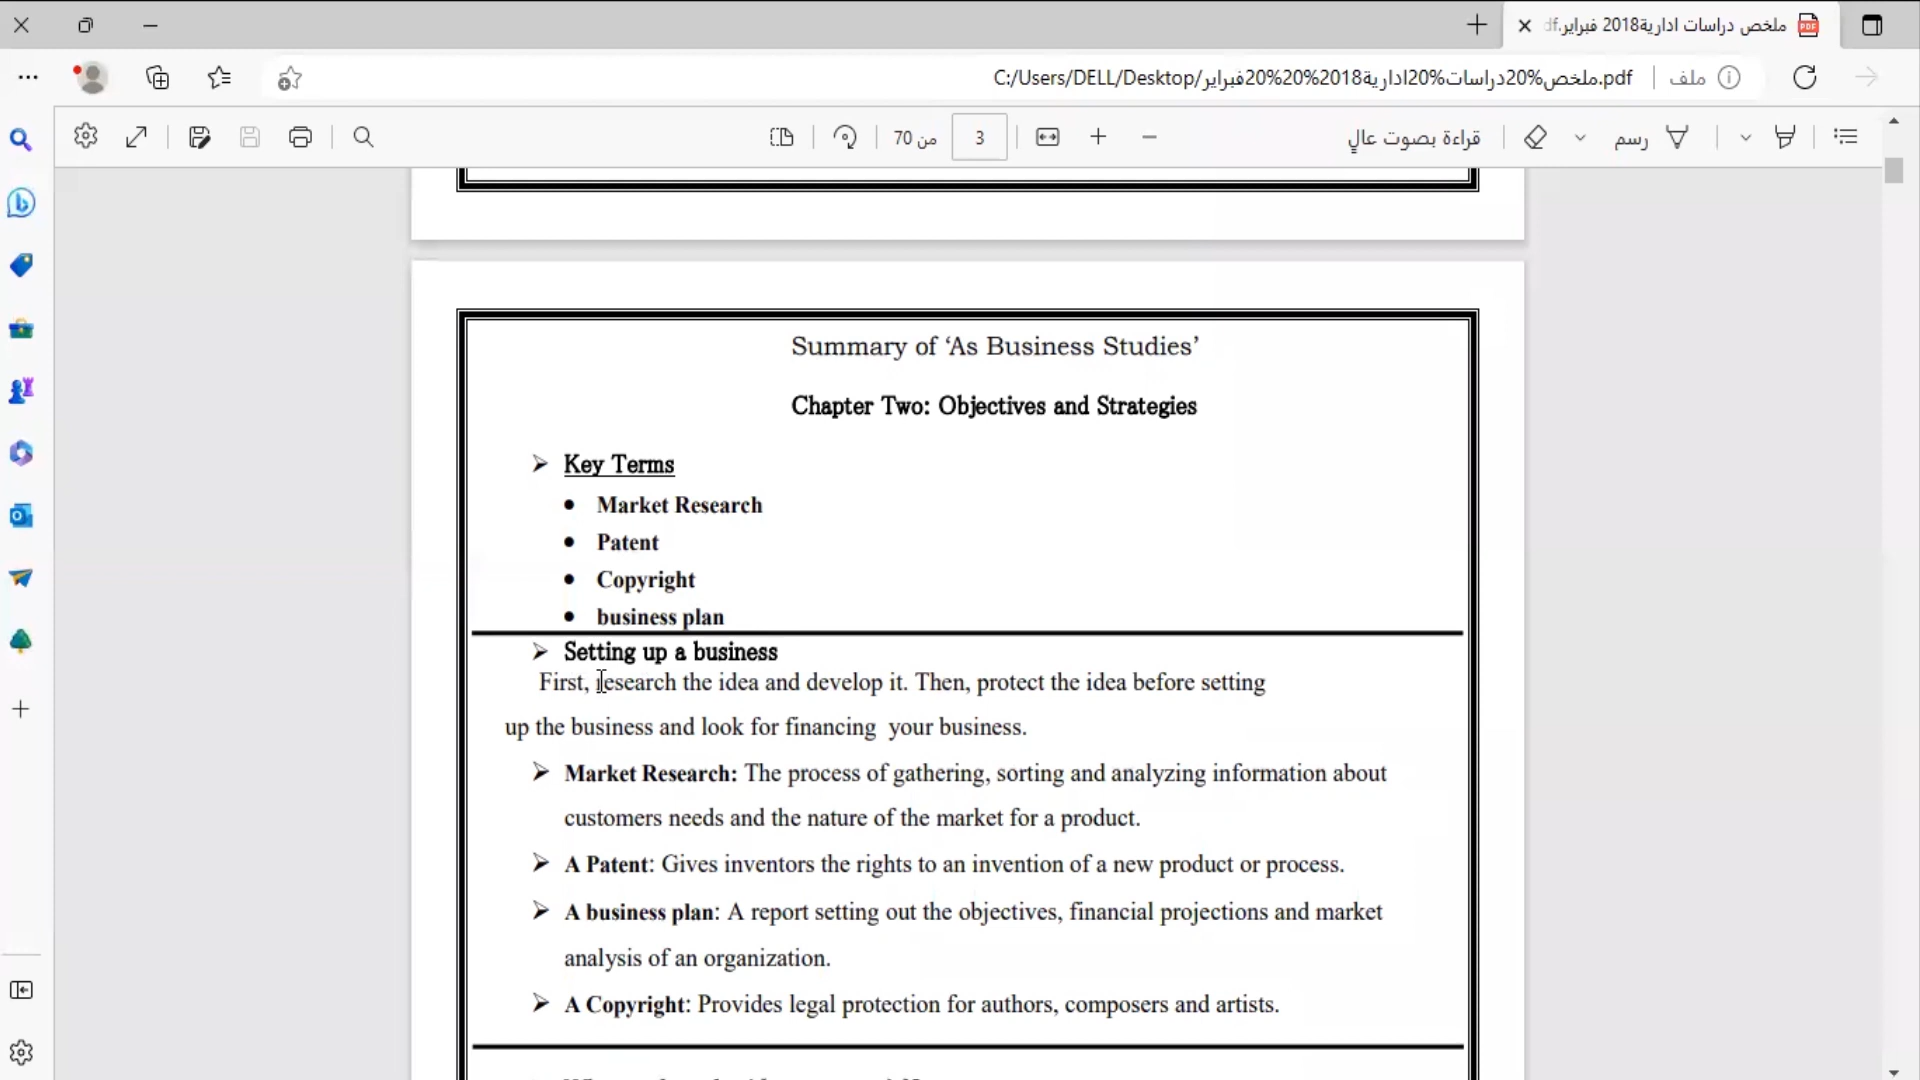 ملخص دراسات ادارية2018 فبراير.df
ملف
C:/Users/DELL/Desktop/ملخص%20دراسات%20ادارية2018%20%20فبراير.pdf
قراءة بصوت عالٍ
رسم
3
من 70
Summary of ‘As Business Studies’
Chapter Two: Objectives and Strategies
➢ Key Terms
• Market Research
• Patent
• Copyright
• business plan
➢ Setting up a business
First, research the idea and develop it. Then, protect the idea before setting
up the business and look for financing your business.
➢ Market Research: The process of gathering, sorting and analyzing information about
customers needs and the nature of the market for a product.
➢ A Patent: Gives inventors the rights to an invention of a new product or process.
➢ A business plan: A report setting out the objectives, financial projections and market
analysis of an organization.
➢ A Copyright: Provides legal protection for authors, composers and artists.